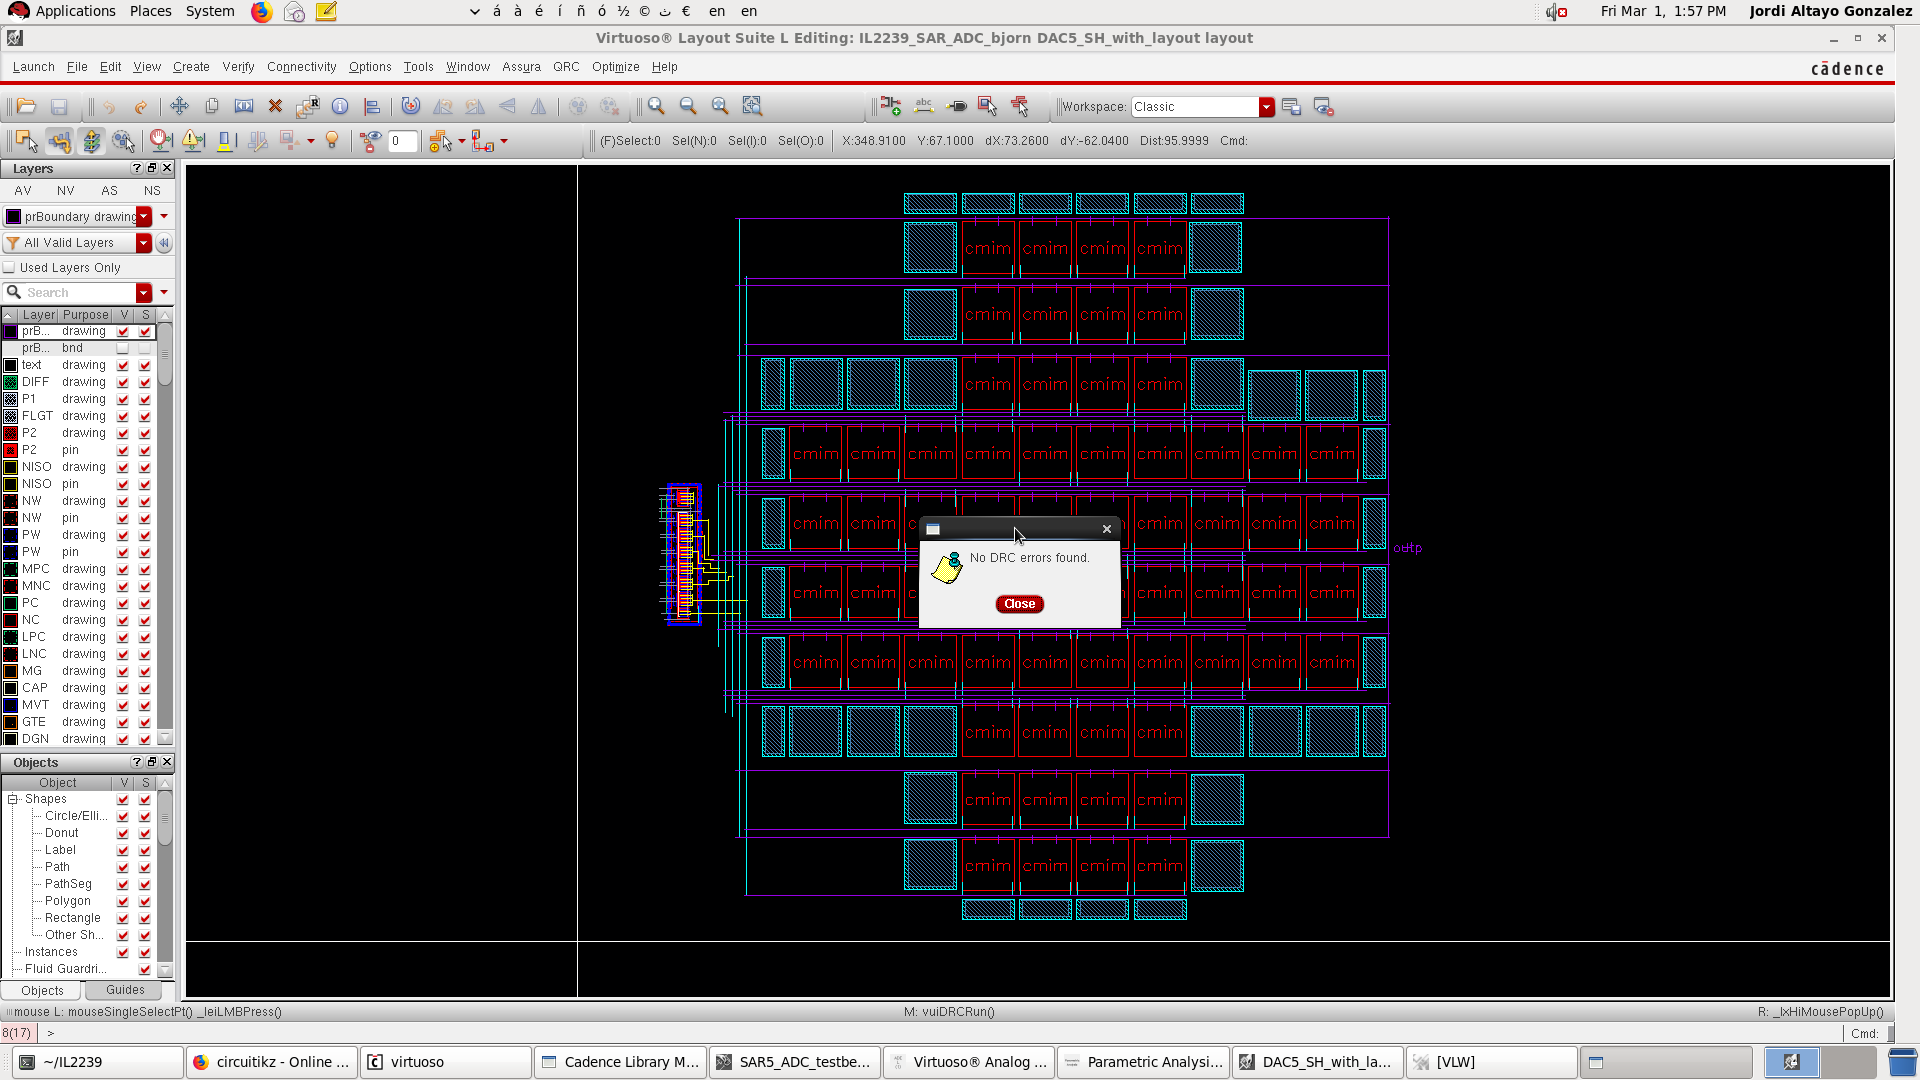 Applications Places System á à é í ñ ó ½ © ث € en en Fri Mar 1, 1:57 PM Jordi Altayo Gonzalez
Virtuoso® Layout Suite L Editing: IL2239_SAR_ADC_bjorn DAC5_SH_with_layout layout
Launch File Edit View Create Verify Connectivity Options Tools Window Assura QRC Optimize Help cādence
Workspace: Classic
0 (F)Select:0 Sel(N):0 Sel(I):0 Sel(O):0 X:348.9100 Y:67.1000 dX:73.2600 dY:-62.0400 Dist:95.9999 Cmd:
Layers
AV NV AS NS
prBoundary drawing
All Valid Layers
Used Layers Only
Search
Layer Purpose V S
prB... drawing
prB... bnd
text drawing
DIFF drawing
P1 drawing
FLGT drawing
P2 drawing
P2 pin
NISO drawing
NISO pin
NW drawing
NW pin
PW drawing
PW pin
MPC drawing
MNC drawing
PC drawing
NC drawing
LPC drawing
LNC drawing
MG drawing
CAP drawing
MVT drawing
GTE drawing
DGN drawing
Objects
Object V S
Shapes
Circle/Elli...
Donut
Label
Path
PathSeg
Polygon
Rectangle
Other Sh...
Instances
Fluid Guardri...
Objects Guides
cmim cmim cmim cmim
cmim cmim cmim cmim
cmim cmim cmim cmim
cmim cmim cmim cmim cmim cmim cmim cmim cmim cmim
cmim cmim cmim cmim cmim cmim
outp
No DRC errors found.
Close
cmim cmim cmim cmim cmim
cmim cmim cmim cmim cmim cmim cmim cmim cmim cmim
cmim cmim cmim cmim
cmim cmim cmim cmim
cmim cmim cmim cmim
mouse L: mouseSingleSelectPt() _leiLMBPress() M: vuiDRCRun() R: _lxHiMousePopUp()
8(17) > Cmd:
~/IL2239 circuitikz - Online ... virtuoso Cadence Library M... SAR5_ADC_testbe... Virtuoso® Analog ... Parametric Analysi... DAC5_SH_with_la... [VLW]